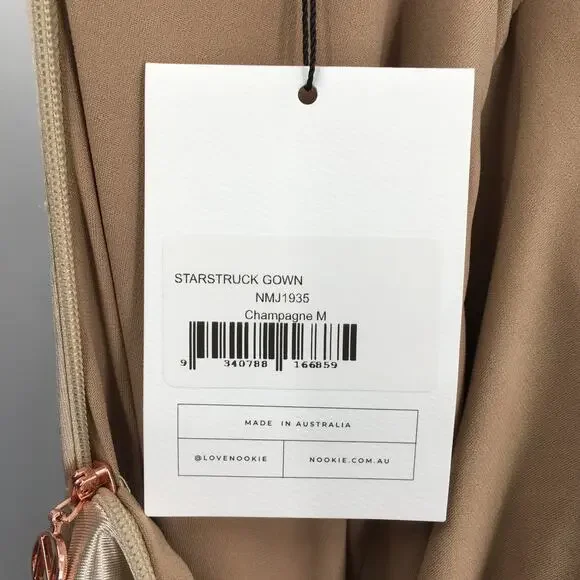 STARSTRUCK GOWN
NMJ1935
Champagne M
9 340788 166859
MADE IN AUSTRALIA
@LOVENOOKIE
NOOKIE.COM.AU